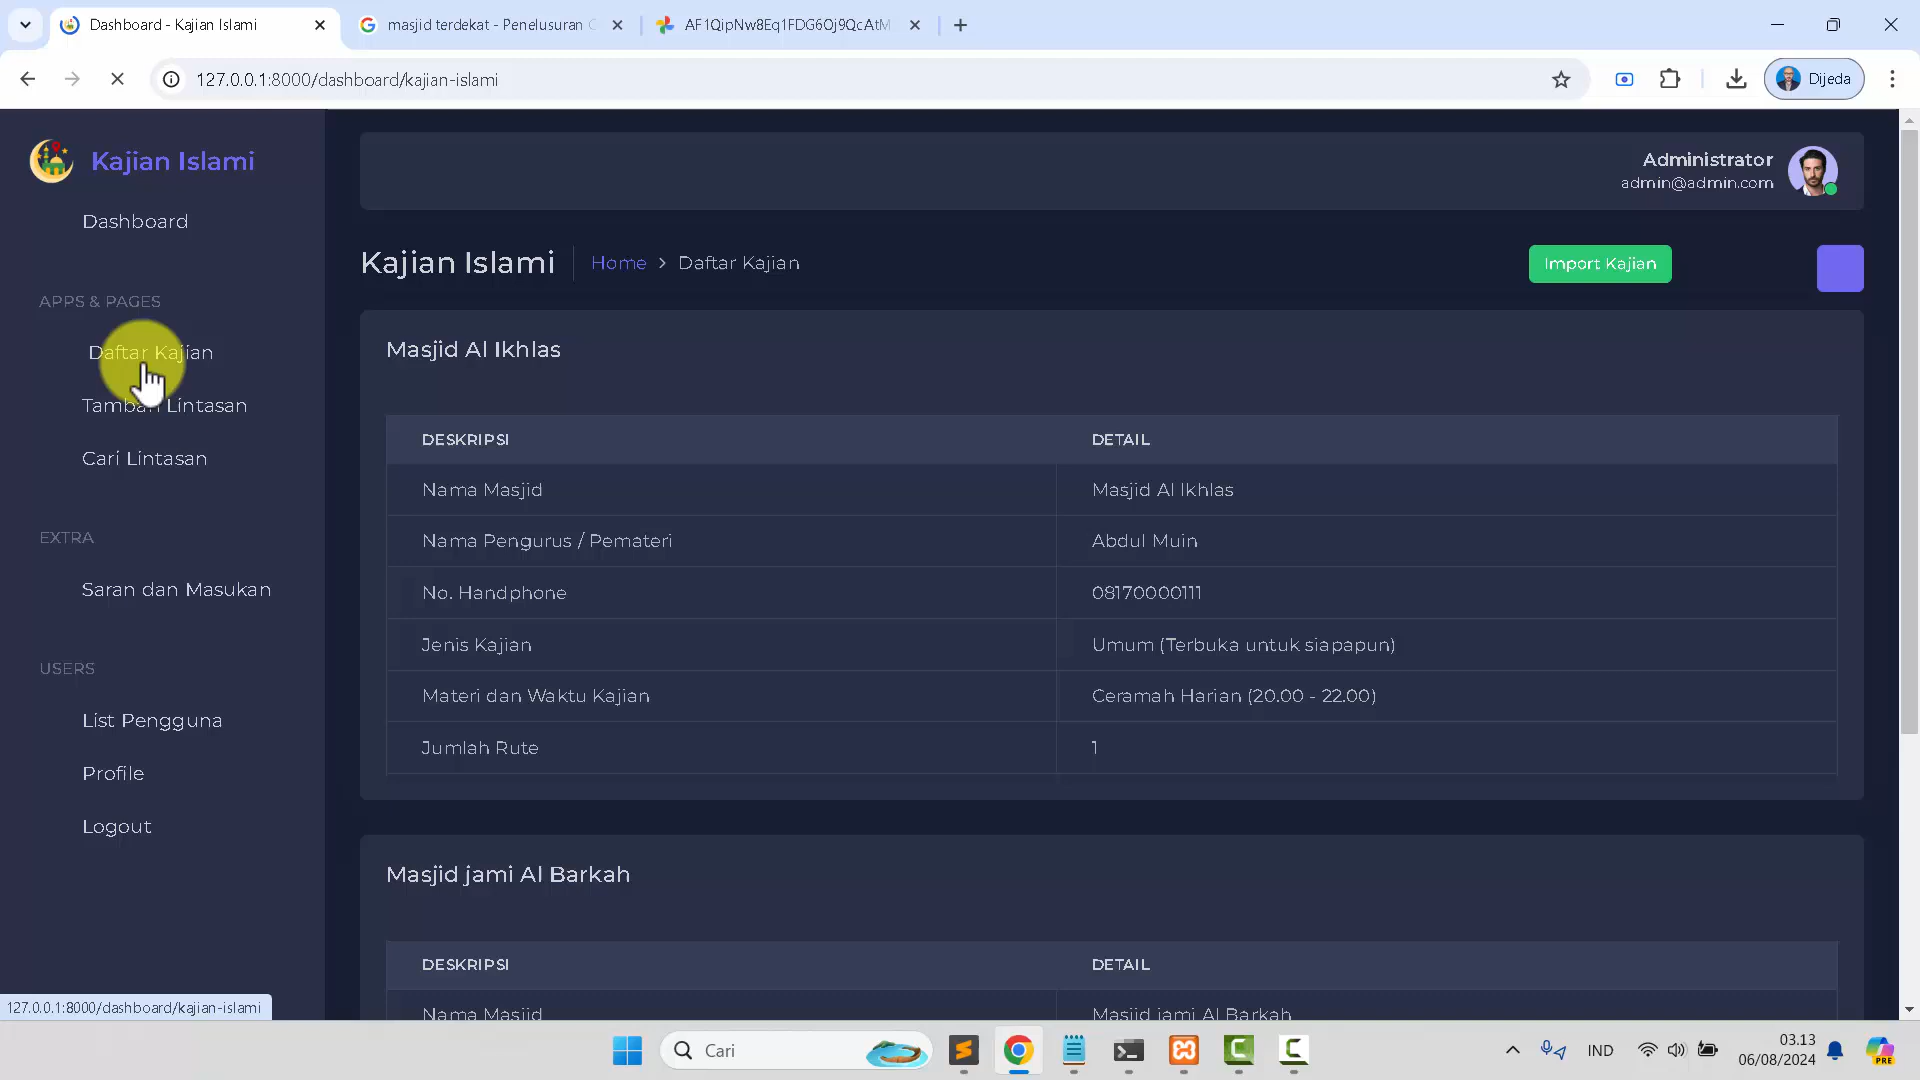 Dashboard - Kajian Islami
masjid terdekat - Penelusuran G
AF1QipNw8Eq1FDG6Oj9QcAtM
127.0.0.1:8000/dashboard/kajian-islami
Dijeda
Kajian Islami
Dashboard
APPS & PAGES
Daftar Kajian
Tambah Lintasan
Cari Lintasan
EXTRA
Saran dan Masukan
USERS
List Pengguna
Profile
Logout
Administrator
admin@admin.com
Kajian Islami
Home > Daftar Kajian
Import Kajian
Masjid Al Ikhlas
DESKRIPSI DETAIL
Nama Masjid Masjid Al Ikhlas
Nama Pengurus / Pemateri Abdul Muin
No. Handphone 08170000111
Jenis Kajian Umum (Terbuka untuk siapapun)
Materi dan Waktu Kajian Ceramah Harian (20.00 - 22.00)
Jumlah Rute 1
Masjid jami Al Barkah
DESKRIPSI DETAIL
Nama Masjid Masjid jami Al Barkah
127.0.0.1:8000/dashboard/kajian-islami
Cari
IND
03.13
06/08/2024
PRE